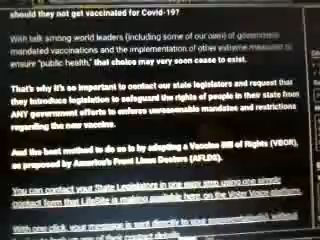 should they not get vaccinated for Covid-19?
With talk among world leaders (including some of our own) of government
mandated vaccinations and the implementation of other extreme measures to
ensure "public health," that choice may very soon cease to exist.
That's why it's so important to contact our state legislators and request that
they introduce legislation to safeguard the rights of people in their state from
ANY government efforts to enforce unreasonable mandates and restrictions
regarding the new vaccine.
And the best method to do so is by adopting a Vaccine Bill of Rights (VBOR),
as proposed by America's Front Line Doctors (AFLDS).
You can contact your State Legislators in one easy step using one simple
contact form that LifeSite is making available here on the Voter Voice platform.
With one click, your message is sent directly to your
of their contact details